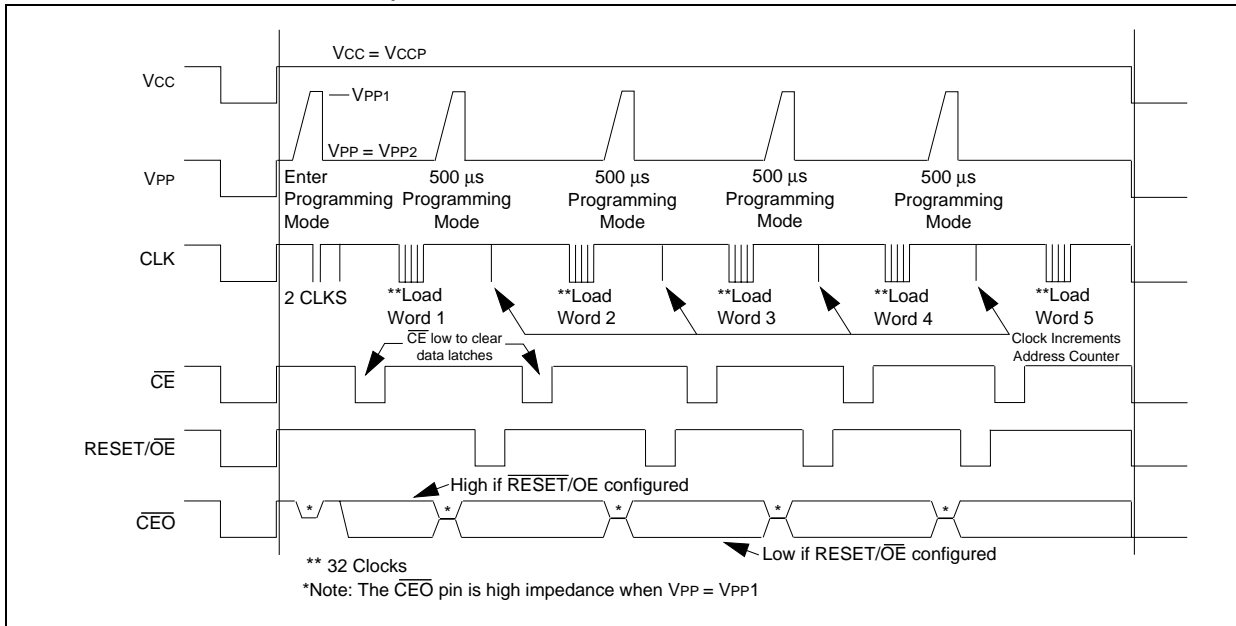 VCC = VCCP
VCC
VPP1
VPP = VPP2
VPP
Enter
Programming
Mode
500 µs
Programming
Mode
500 µs
Programming
Mode
500 µs
Programming
Mode
500 µs
Programming
Mode
CLK
2 CLKS
**Load
Word 1
**Load
Word 2
**Load
Word 3
**Load
Word 4
**Load
Word 5
CE low to clear
data latches
Clock Increments
Address Counter
CE
RESET/OE
High if RESET/OE configured
CEO
*
*
*
*
*
Low if RESET/OE configured
** 32 Clocks
*Note: The CEO pin is high impedance when VPP = VPP1